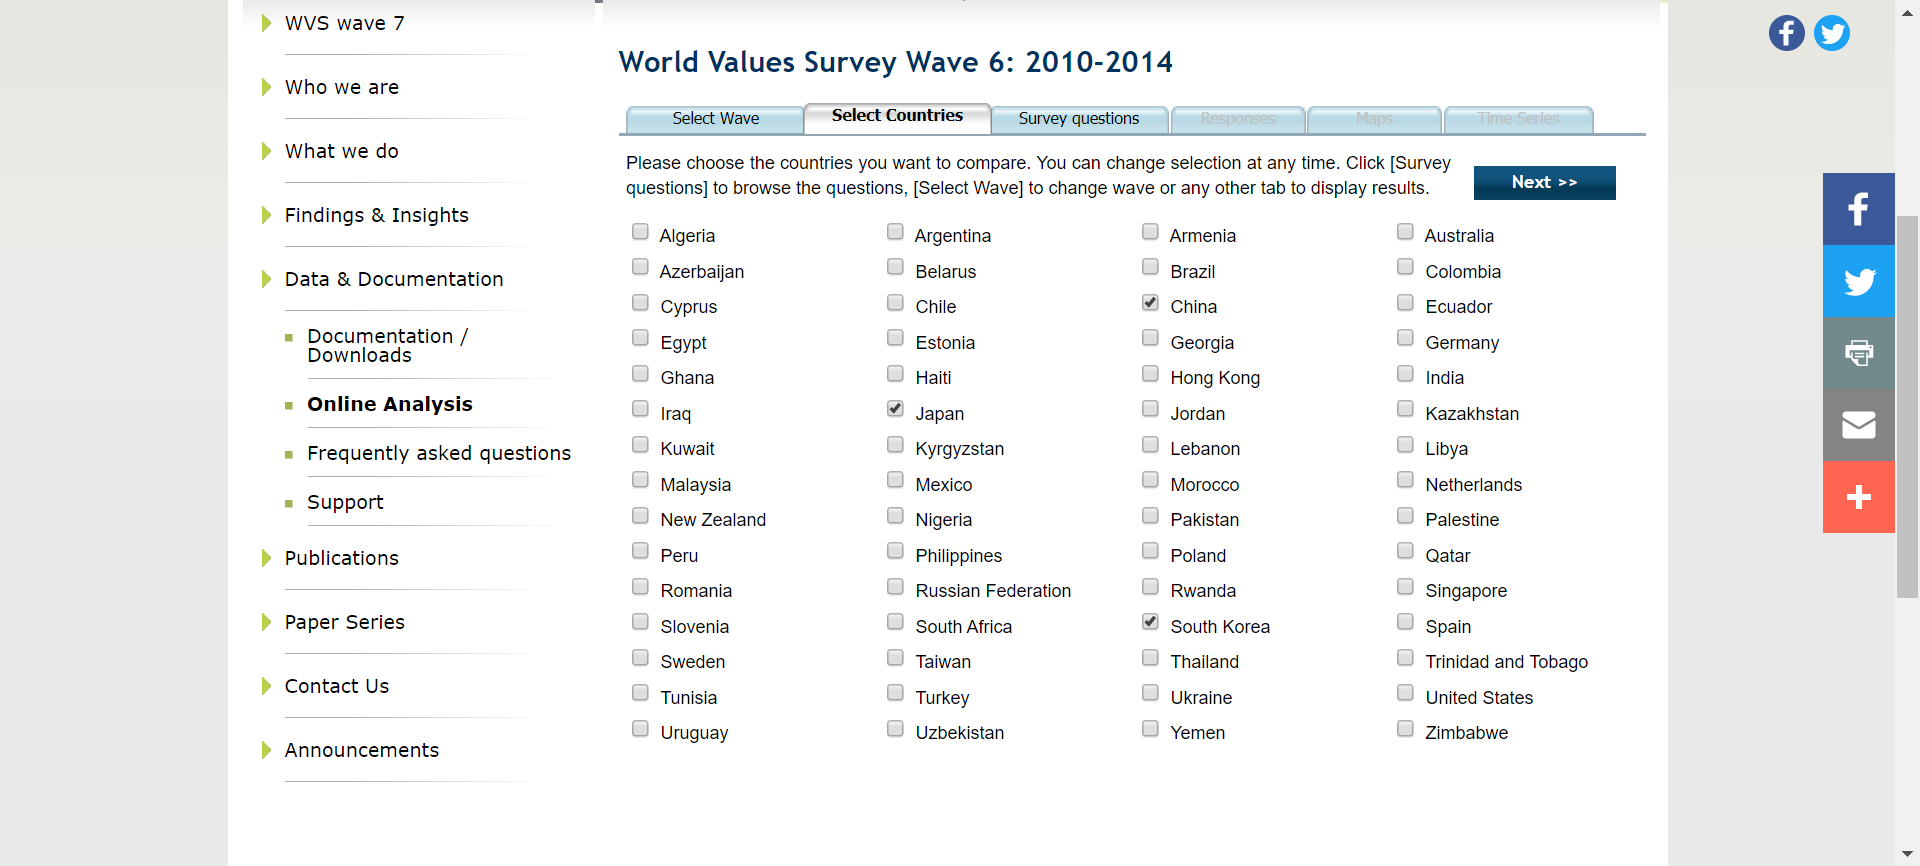 WVS wave 7
Who we are
What we do
Findings & Insights
Data & Documentation
Documentation /
Downloads
Online Analysis
Frequently asked questions
Support
Publications
Paper Series
Contact Us
Announcements
World Values Survey Wave 6: 2010-2014
Select Wave Select Countries Survey questions Responses Maps Time Series
Please choose the countries you want to compare. You can change selection at any time. Click [Survey
questions] to browse the questions, [Select Wave] to change wave or any other tab to display results.
Next >>
Algeria Argentina Armenia Australia
Azerbaijan Belarus Brazil Colombia
Cyprus Chile China Ecuador
Egypt Estonia Georgia Germany
Ghana Haiti Hong Kong India
Iraq Japan Jordan Kazakhstan
Kuwait Kyrgyzstan Lebanon Libya
Malaysia Mexico Morocco Netherlands
New Zealand Nigeria Pakistan Palestine
Peru Philippines Poland Qatar
Romania Russian Federation Rwanda Singapore
Slovenia South Africa South Korea Spain
Sweden Taiwan Thailand Trinidad and Tobago
Tunisia Turkey Ukraine United States
Uruguay Uzbekistan Yemen Zimbabwe